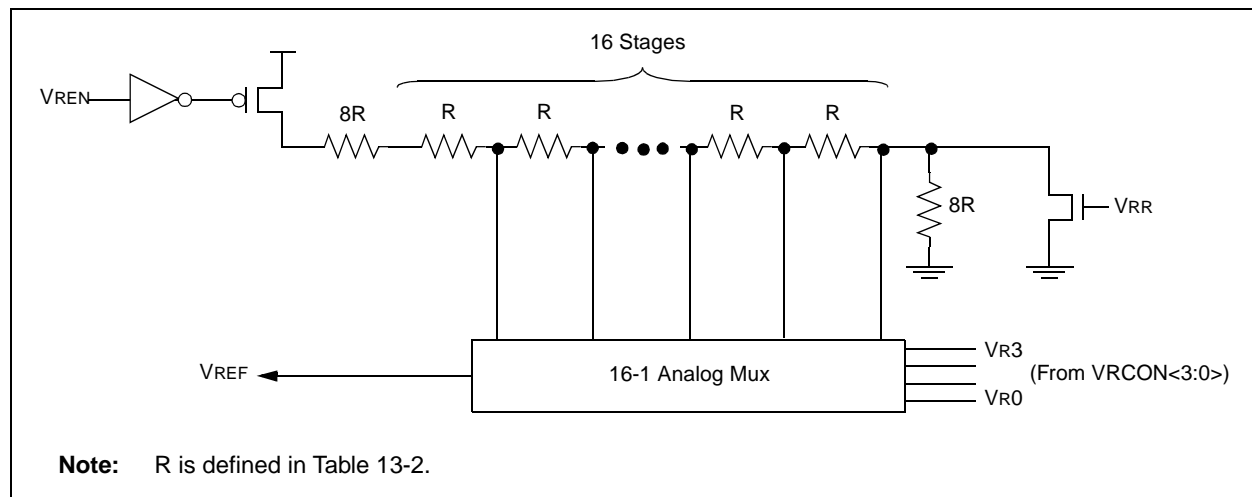 16 Stages
VREN
8R
R
R
R
R
8R
VRR
VREF
16-1 Analog Mux
VR3
(From VRCON<3:0>)
VR0
Note: R is defined in Table 13-2.